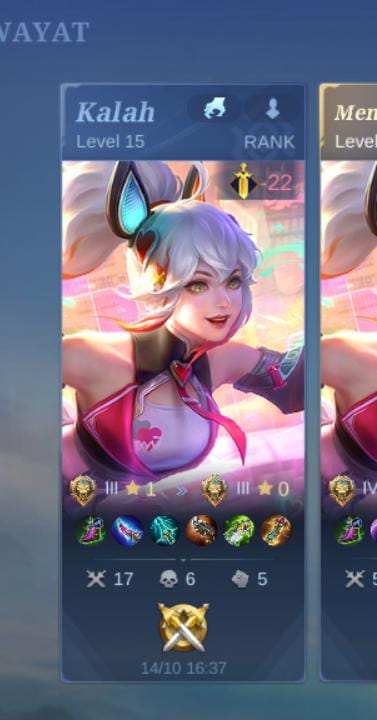 WAYAT
Kalah
Level 15
RANK
-22
III 1 » III 0
17 6 5
14/10 16:37
Men
Level
IV
5